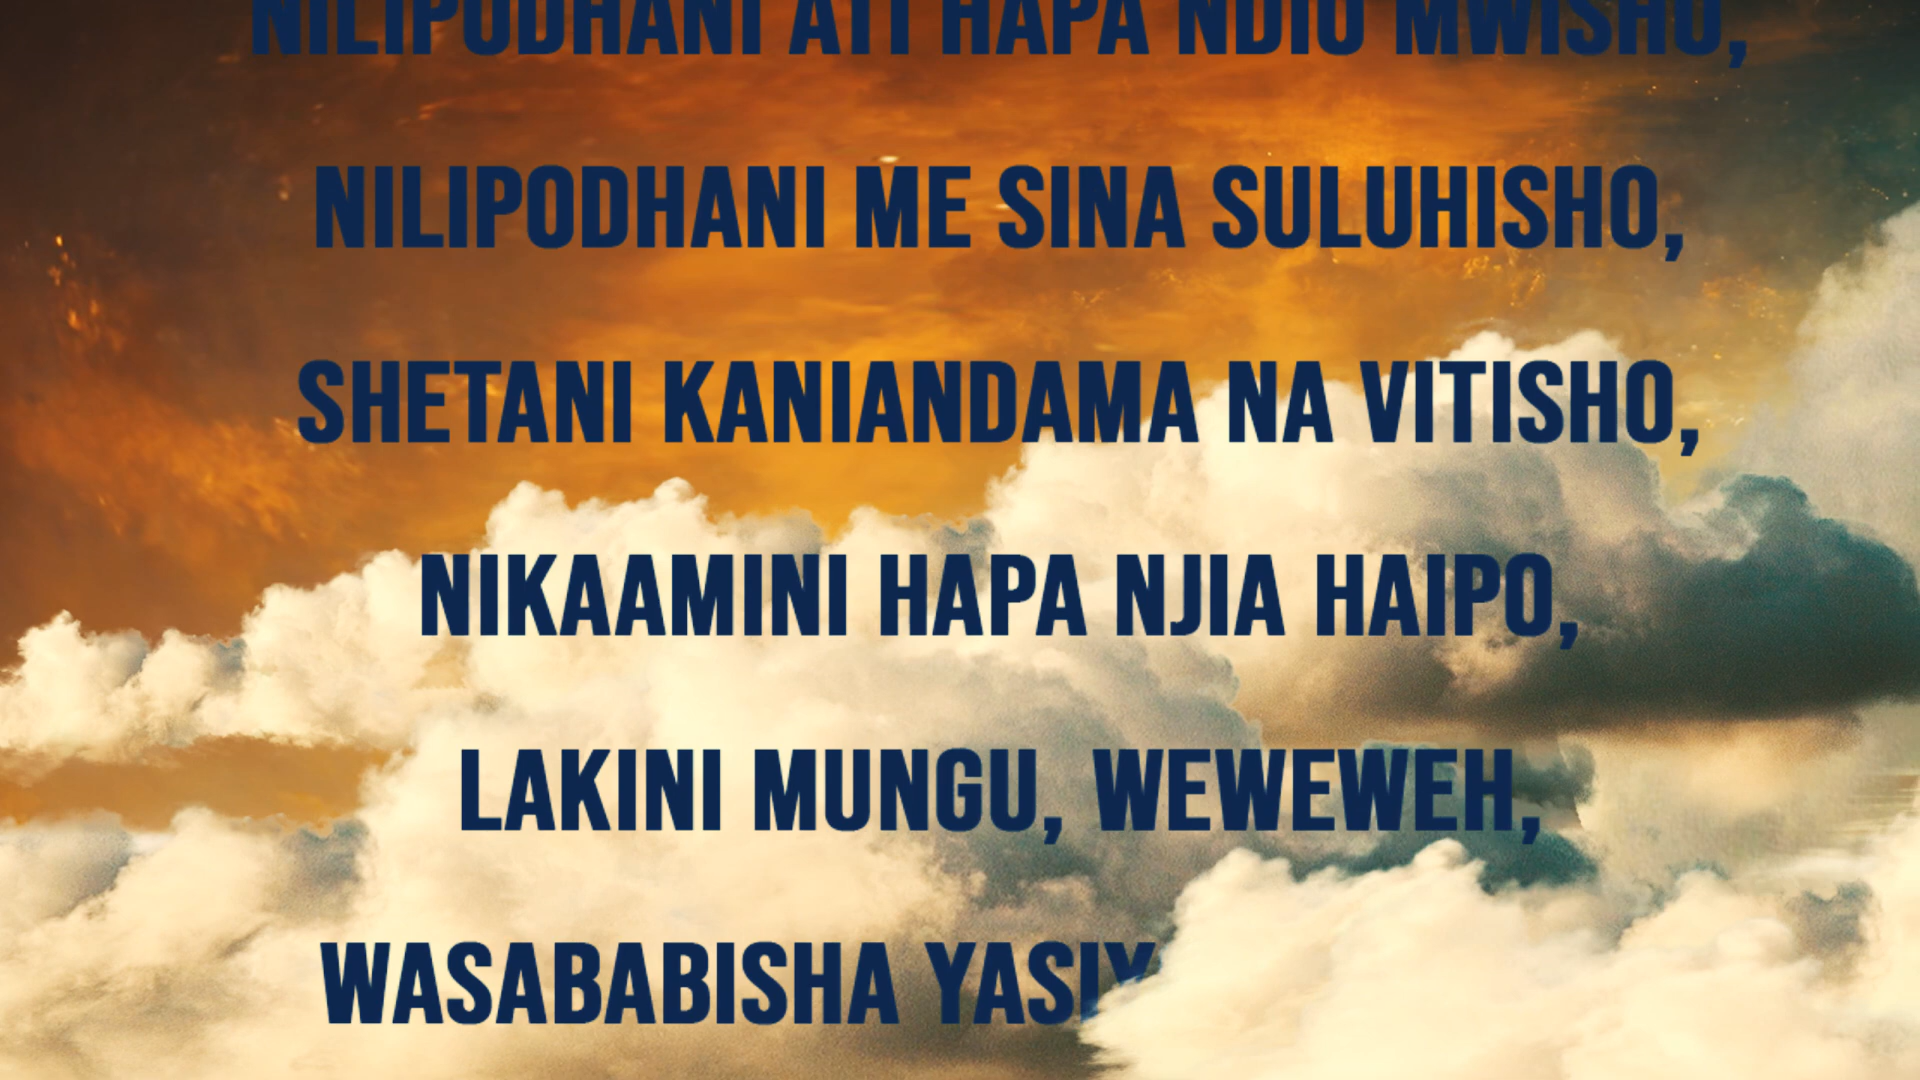 NILIPODHANI ATI HAPA NDIO MWISHO,
NILIPODHANI ME SINA SULUHISHO,
SHETANI KANIANDAMA NA VITISHO,
NIKAAMINI HAPA NJIA HAIPO,
LAKINI MUNGU, WEWEWEH,
WASABABISHA